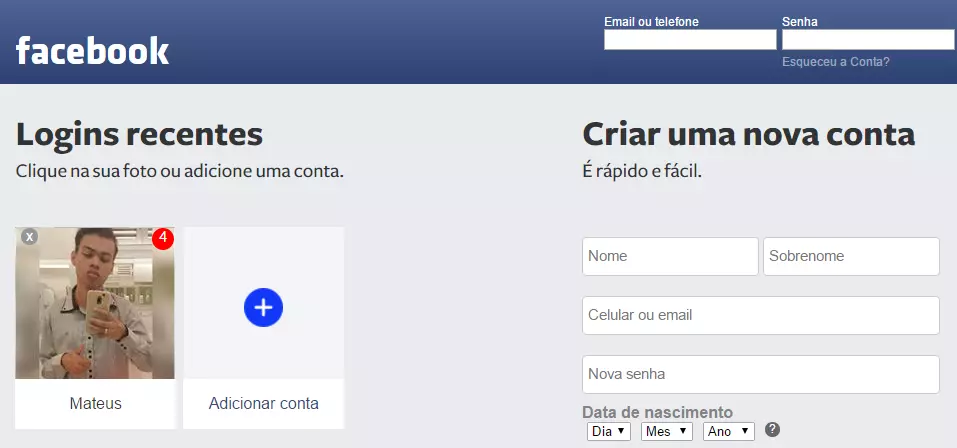 facebook
Email ou telefone
Senha
Esqueceu a Conta?
Logins recentes
Clique na sua foto ou adicione uma conta.
x
4
Mateus
Adicionar conta
Criar uma nova conta
É rápido e fácil.
Nome
Sobrenome
Celular ou email
Nova senha
Data de nascimento
Dia Mes Ano ?